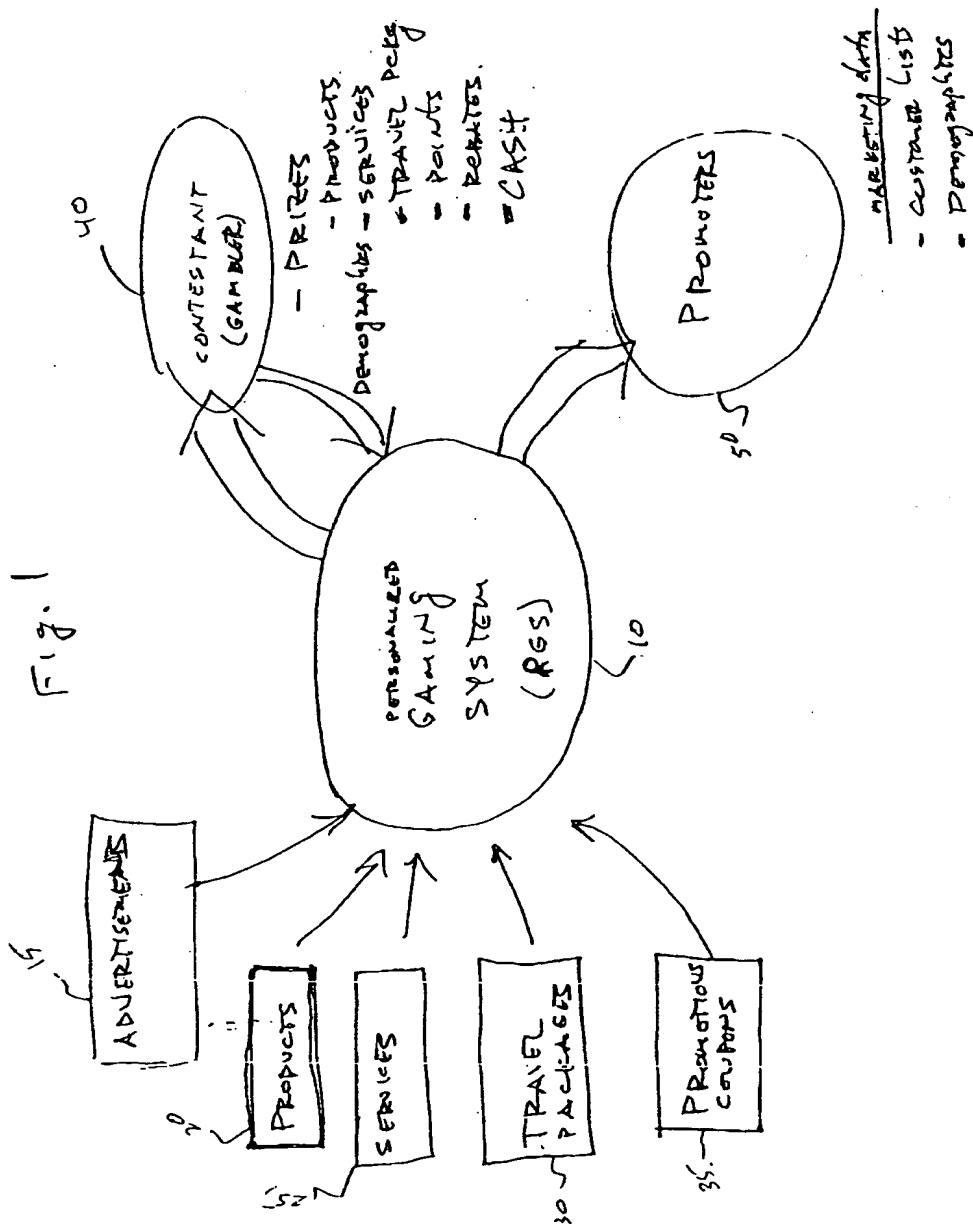 Fig. 1
15
ADVERTISEMENTS
20
PRODUCTS
25
SERVICES
30
TRAVEL
PACKAGES
35
PROMOTIONS
COUPONS
PERSONALIZED
GAMING
SYSTEM
(PGS)
10
40
CONTESTANT
(GAMBLER)
- PRIZES
- PRODUCTS
- SERVICES
- TRAVEL PCKG
- POINTS
- REBATES.
- CASH
Demographics
PROMOTERS
50
MARKETING data
- CUSTOMER LISTS
- Demographics